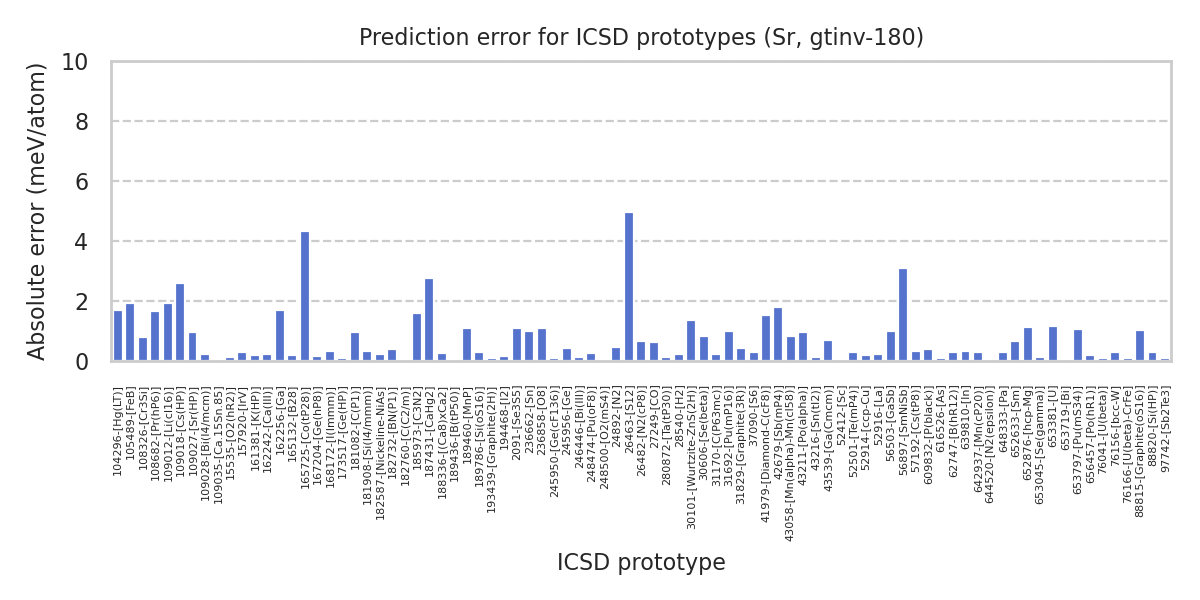 Prediction error for ICSD prototypes (Sr, gtinv-180)
Absolute error (meV/atom)
10
8
6
4
2
0
104296-[Hg(LT)]
105489-[FeB]
108326-[Cr3Si]
108682-[Pr(hP6)]
109012-[Li(cI16)]
109018-[Cs(HP)]
109027-[Sr(HP)]
109028-[Bi(I4/mcm)]
109035-[Ca.15Sn.85]
15535-[O2(hR2)]
157920-[IrV]
161381-[K(HP)]
162242-[Ca(III)]
162256-[Ga]
165132-[B28]
165725-[Co(tP28)]
167204-[Ge(hP8)]
168172-[I(Immm)]
173517-[Ge(HP)]
181082-[C(P1)]
181908-[Si(I4/mmm)]
182587-[Nickeline-NiAs]
182732-[BN(P1)]
182760-[C(C2/m)]
185973-[C3N2]
187431-[CaHg2]
188336-[(Ca8)xCa2]
189436-[B(tP50)]
189460-[MnP]
189786-[Si(oS16)]
193439-[Graphite(2H)]
194468-[I2]
2091-[Se3S5]
236662-[Sn]
236858-[O8]
245950-[Ge(cF136)]
245956-[Ge]
246446-[Bi(III)]
248474-[Pu(oF8)]
248500-[O2(mS4)]
24892-[N2]
26463-[S12]
26482-[N2(cP8)]
27249-[CO]
280872-[Ta(tP30)]
28540-[H2]
30101-[Wurtzite-ZnS(2H)]
30606-[Se(beta)]
31170-[C(P63mc)]
31692-[Pu(mP16)]
31829-[Graphite(3R)]
37090-[S6]
41979-[Diamond-C(cF8)]
42679-[Sb(mP4)]
43058-[Mn(alpha)-Mn(cI58)]
43211-[Po(alpha)]
43216-[Sn(tI2)]
43539-[Ga(Cmcm)]
52412-[Sc]
52501-[Te(mP4)]
52914-[ccp-Cu]
52916-[La]
56503-[GaSb]
56897-[SmNiSb]
57192-[Cs(tP8)]
609832-[P(black)]
616526-[As]
62747-[B(hR12)]
639810-[In]
642937-[Mn(cP20)]
644520-[N2(epsilon)]
648333-[Pa]
652633-[Sm]
652876-[hcp-Mg]
653045-[Se(gamma)]
653381-[U]
653719-[Bi]
653797-[Pu(mS34)]
656457-[Po(hR1)]
76041-[U(beta)]
76156-[bcc-W]
76166-[U(beta)-CrFe]
88815-[Graphite(oS16)]
88820-[Si(HP)]
97742-[Sb2Te3]
ICSD prototype